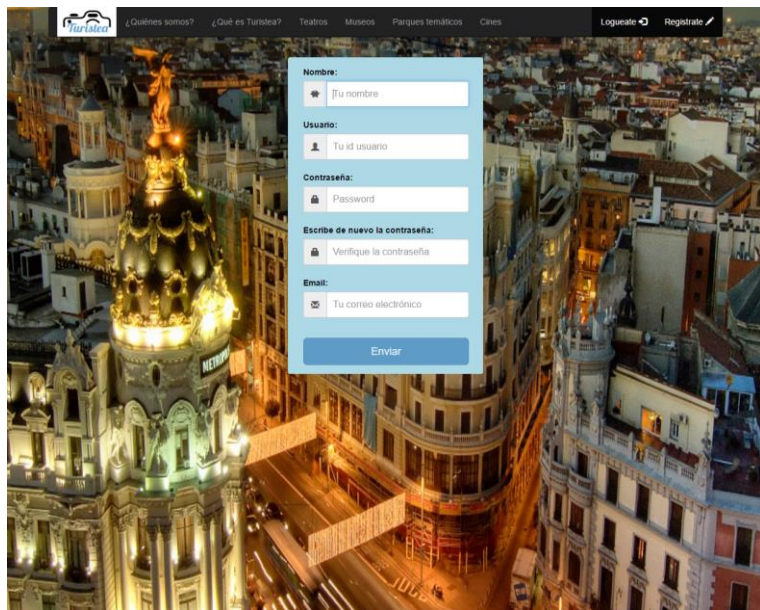 Turistea
¿Quiénes somos?
¿Qué es Turistea?
Teatros
Museos
Parques temáticos
Cines
Logueate
Registrate
Nombre:
Tu nombre
Usuario:
Tu id usuario
Contraseña:
Password
Escribe de nuevo la contraseña:
Verifique la contraseña
Email:
Tu correo electrónico
Enviar